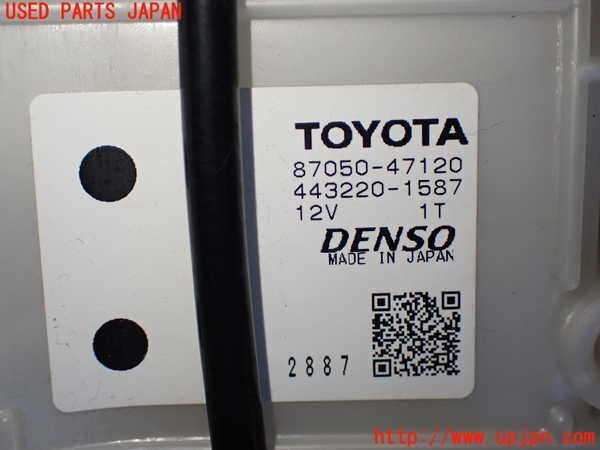 USED PARTS JAPAN
TOYOTA
87050-47120
443220-1587
12V 1T
DENSO
MADE IN JAPAN
2887
http://www.upjpn.com/